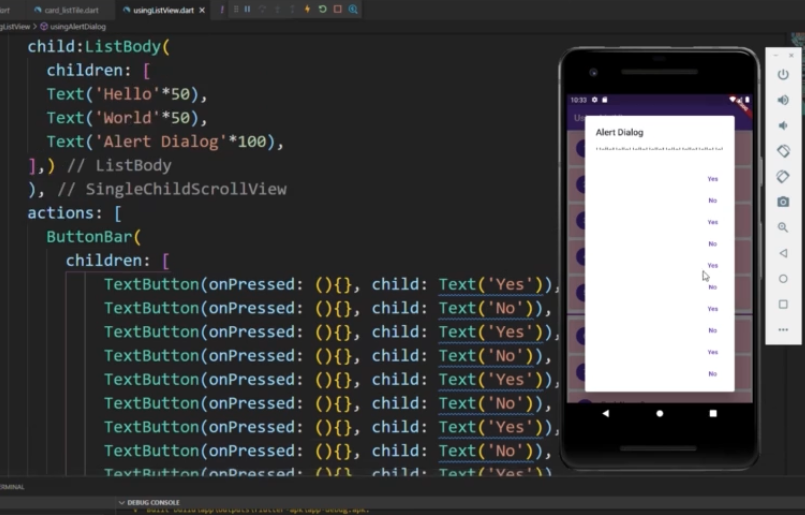 card_listTile.dart
usingListView.dart
usingAlertDialog
child:ListBody(
children: [
Text('Hello'*50),
Text('World'*50),
Text('Alert Dialog'*100),
],) // ListBody
), // SingleChildScrollView
actions: [
ButtonBar(
children: [
TextButton(onPressed: (){}, child: Text('Yes')),
TextButton(onPressed: (){}, child: Text('No')),
TextButton(onPressed: (){}, child: Text('Yes')),
TextButton(onPressed: (){}, child: Text('No')),
TextButton(onPressed: (){}, child: Text('Yes')),
TextButton(onPressed: (){}, child: Text('No')),
TextButton(onPressed: (){}, child: Text('Yes')),
TextButton(onPressed: (){}, child: Text('No')),
TextButton(onPressed: (){}, child: Text('Yes')
DEBUG CONSOLE
10:33
Alert Dialog
Yes
No
Yes
No
Yes
No
Yes
No
Yes
No